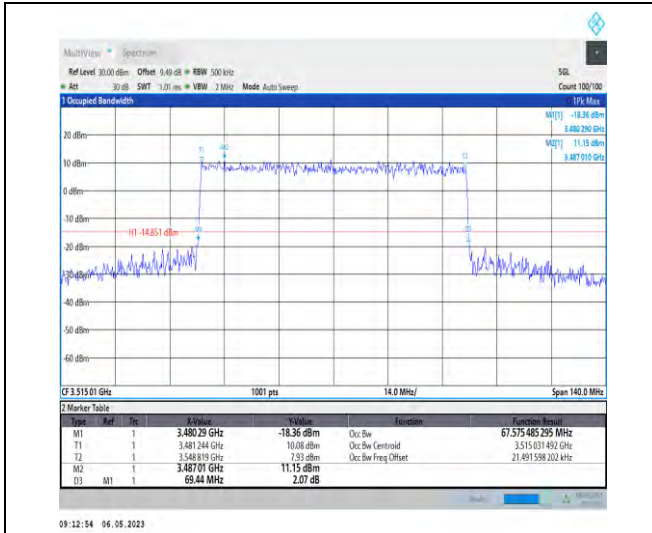 MultiView Spectrum
Ref Level 30.00 dBm Offset 9.49 dB RBW 500 kHz SGL
Att 30 dB SWT 1.01 ms VBW 2 MHz Mode Auto Sweep Count 100/100
1 Occupied Bandwidth 1Pk Max
M1[1] -18.36 dBm
3.480 290 GHz
M2[1] 11.15 dBm
3.487 010 GHz
20 dBm
T1 M2 T2
10 dBm
0 dBm
-10 dBm
H1 -14.851 dBm
M1 D3
-20 dBm
-30 dBm
-40 dBm
-50 dBm
-60 dBm
CF 3.515 01 GHz 1001 pts 14.0 MHz/ Span 140.0 MHz
2 Marker Table
Type Ref Trc X-Value Y-Value Function Function Result
M1 1 3.480 29 GHz -18.36 dBm Occ Bw 67.575 485 295 MHz
T1 1 3.481 244 GHz 10.08 dBm Occ Bw Centroid 3.515 031 492 GHz
T2 1 3.548 819 GHz 7.93 dBm Occ Bw Freq Offset 21.491 598 202 kHz
M2 1 3.487 01 GHz 11.15 dBm
D3 M1 1 69.44 MHz 2.07 dB
09:12:54 06.05.2023